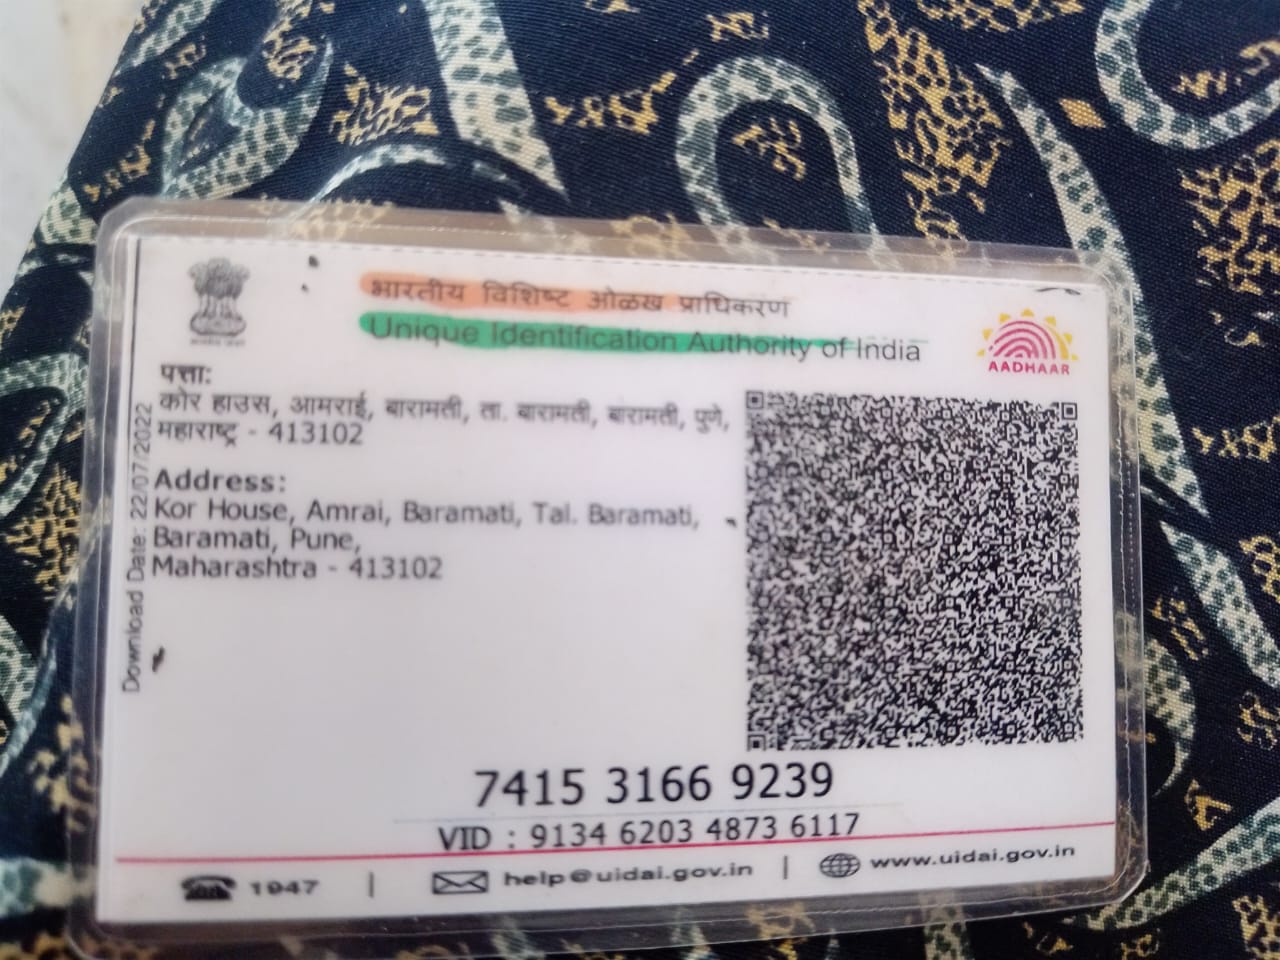 भारतीय विशिष्ट ओळख प्राधिकरण
Unique Identification Authority of India
AADHAAR
पत्ता:
कोर हाउस, आमराई, बारामती, ता. बारामती, बारामती, पुणे,
महाराष्ट्र - 413102
Address:
Kor House, Amrai, Baramati, Tal. Baramati,
Baramati, Pune,
Maharashtra - 413102
Download Date: 22/07/2022
7415 3166 9239
VID : 9134 6203 4873 6117
1947
help@uidai.gov.in
www.uidai.gov.in